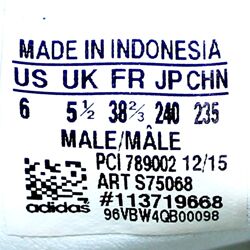 MADE IN INDONESIA
US UK FR JP CHN
6 5½ 38⅔ 240 235
MALE/MÂLE
PCI 789002 12/15
ART S75068
#113719668
adidas 96VBW4QB00098